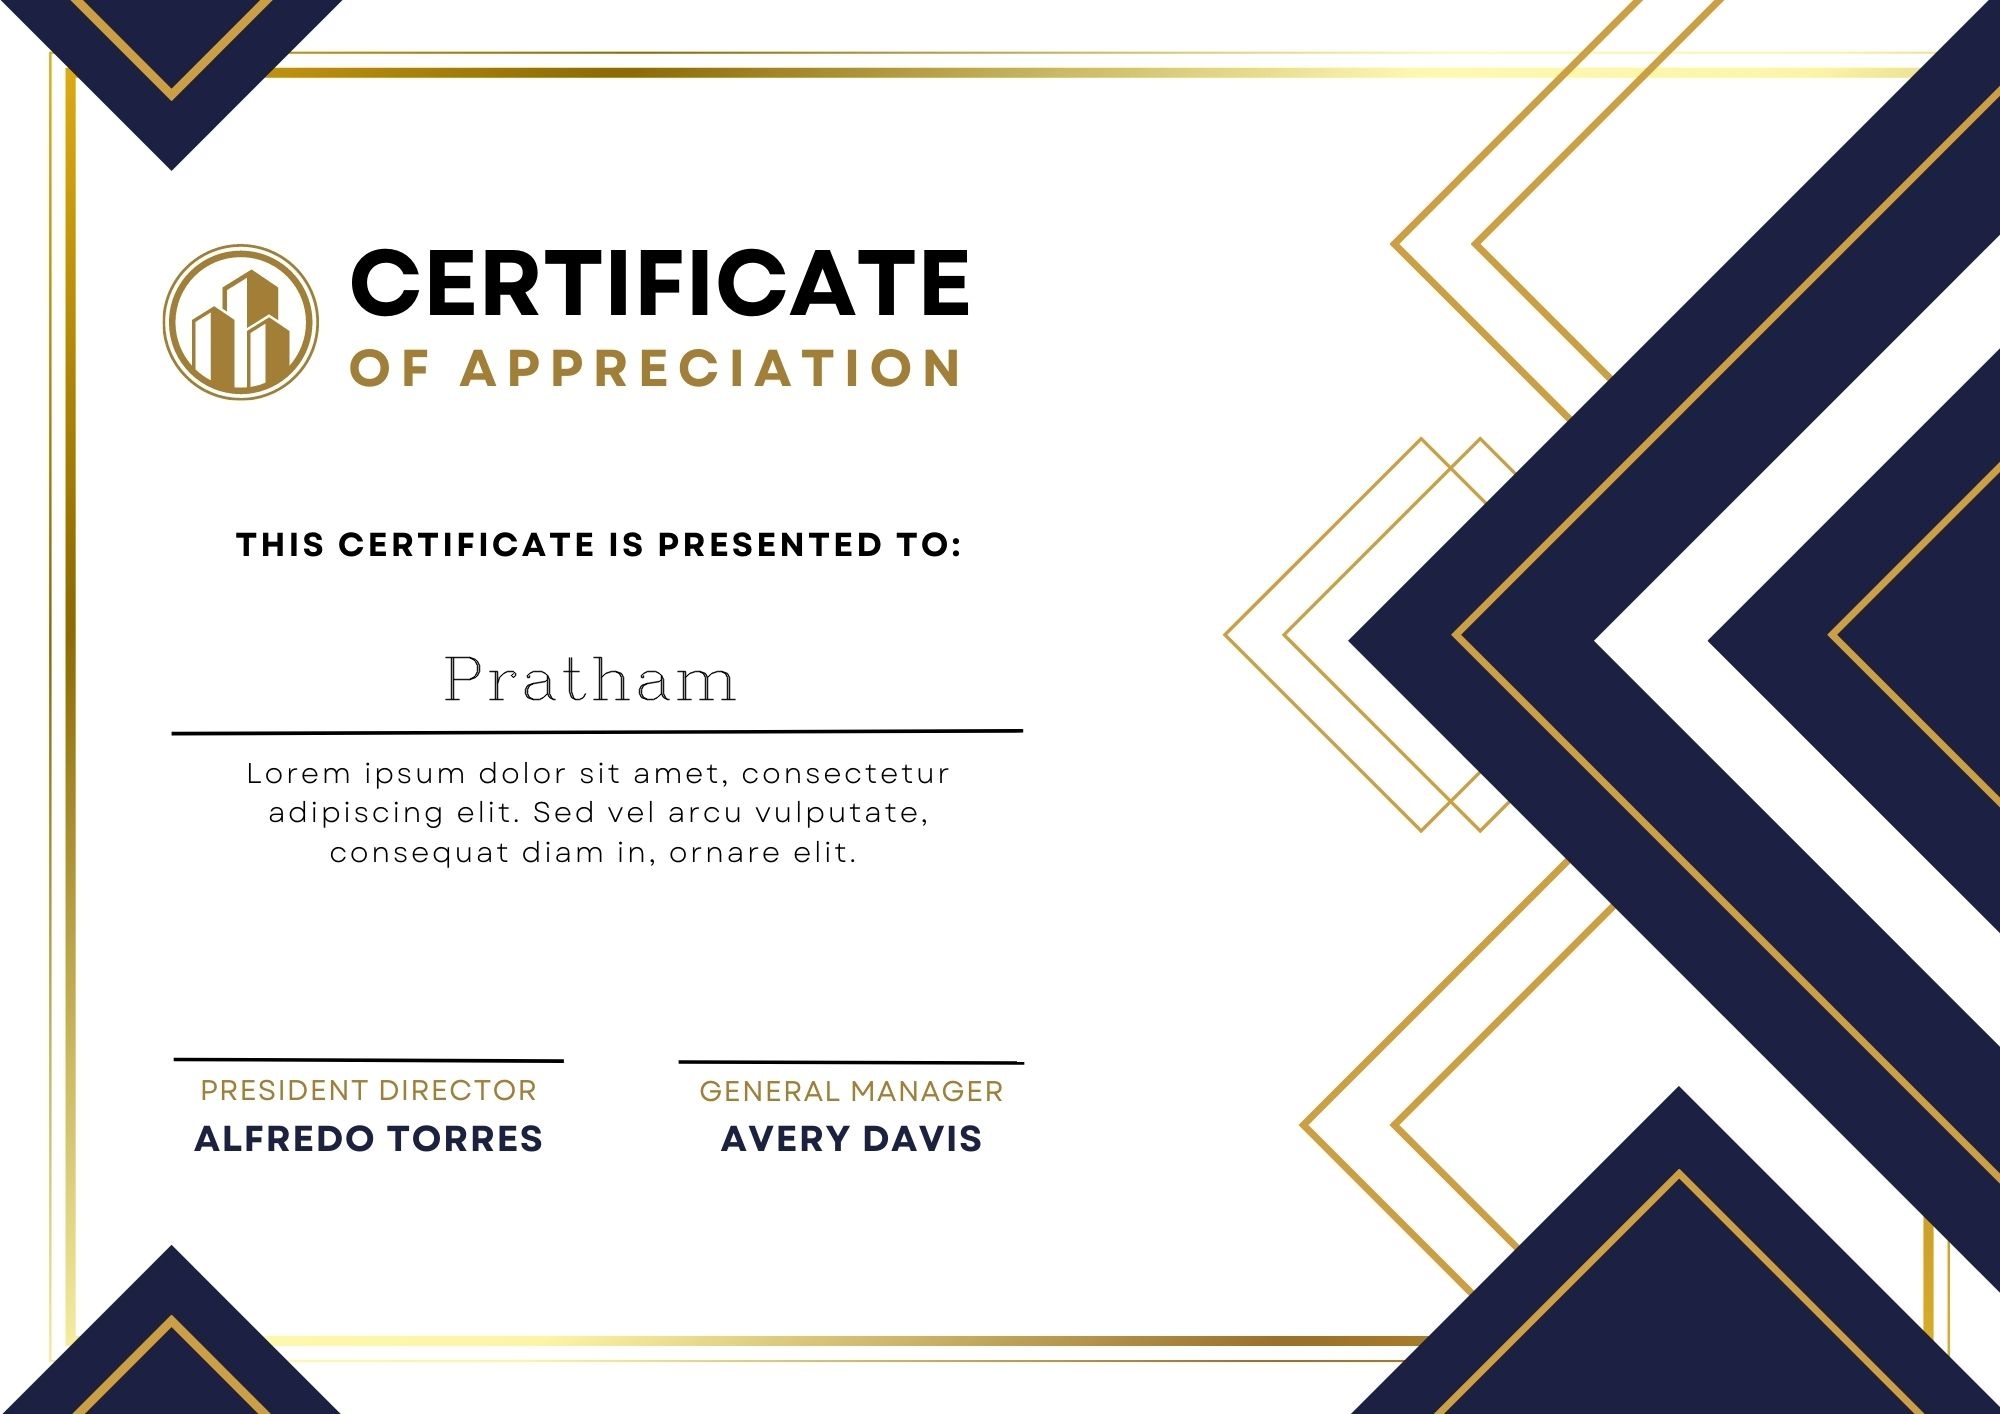 CERTIFICATE
OF APPRECIATION
THIS CERTIFICATE IS PRESENTED TO:
Pratham
Lorem ipsum dolor sit amet, consectetur
adipiscing elit. Sed vel arcu vulputate,
consequat diam in, ornare elit.
PRESIDENT DIRECTOR
ALFREDO TORRES
GENERAL MANAGER
AVERY DAVIS